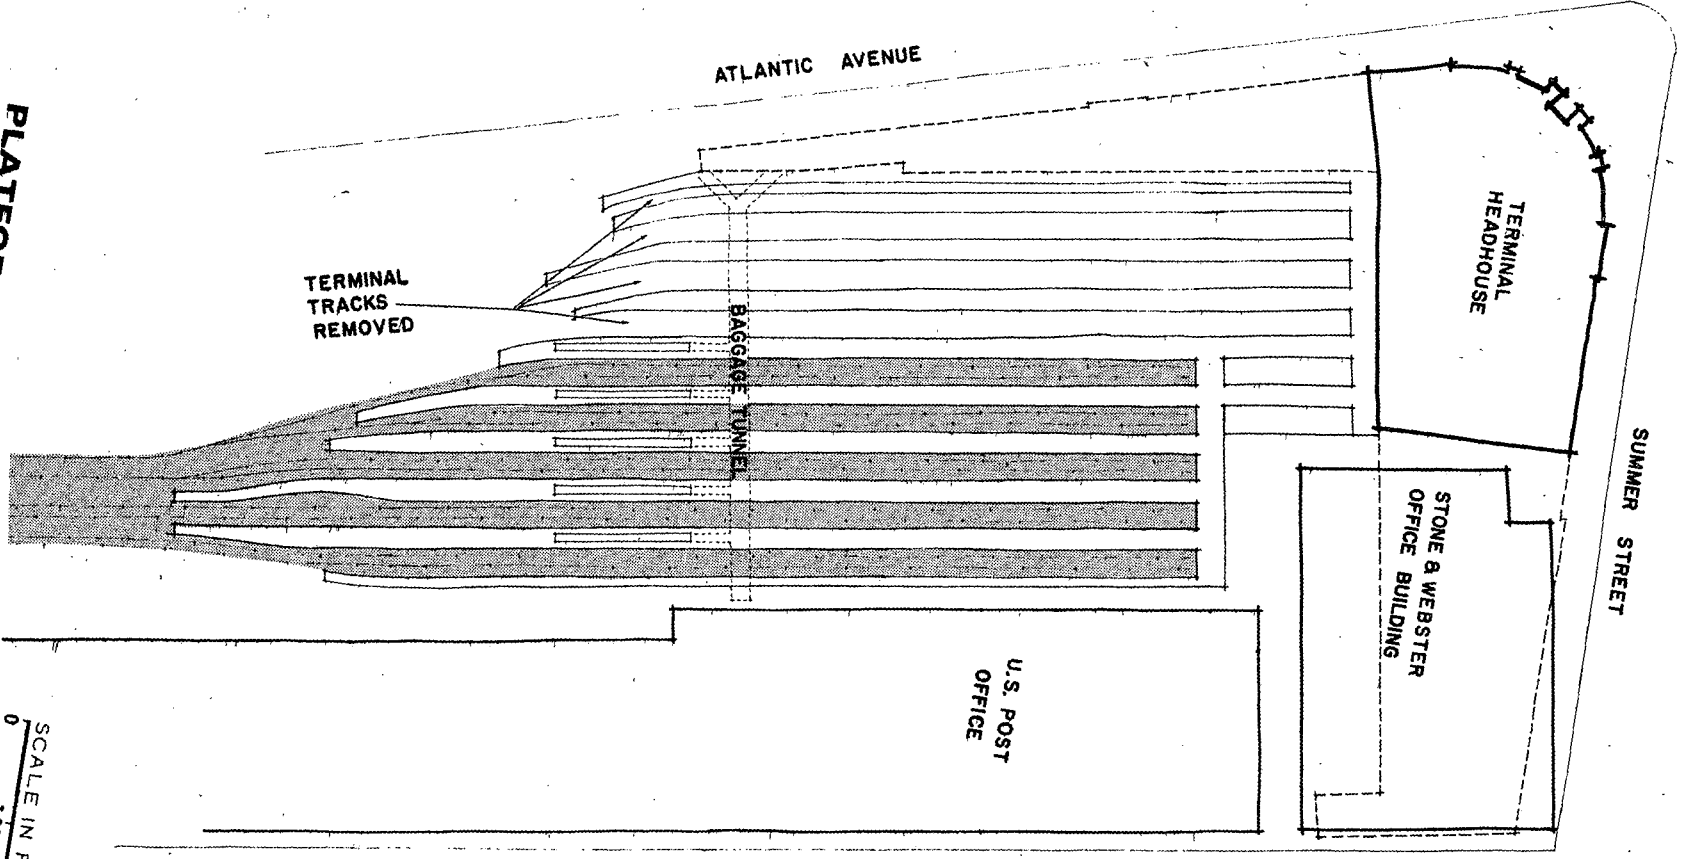 ATLANTIC AVENUE
TERMINAL
HEADHOUSE
TERMINAL
TRACKS
REMOVED
BAGGAGE TUNNEL
SUMMER STREET
STONE & WEBSTER
OFFICE BUILDING
U.S. POST
OFFICE
SCALE IN
0